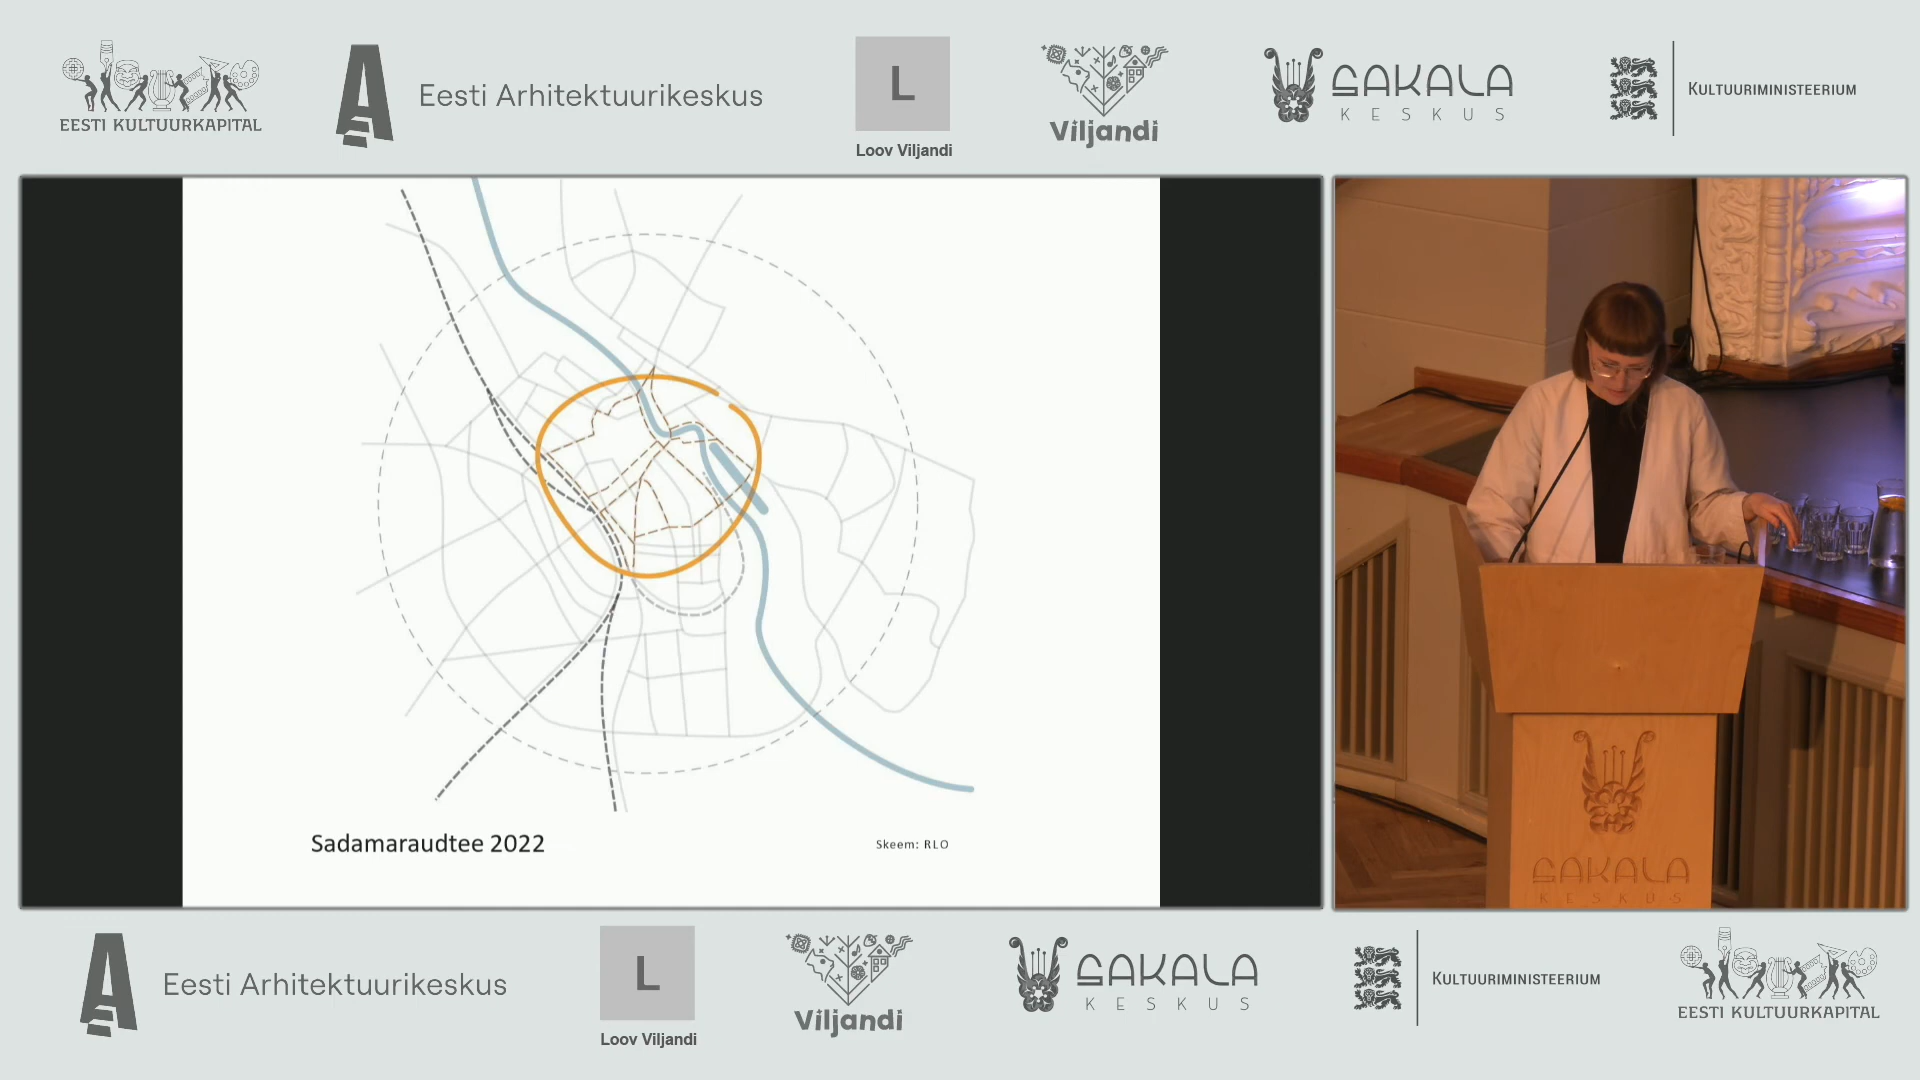 EESTI KULTUURKAPITAL
Eesti Arhitektuurikeskus
L
Loov Viljandi
Viljandi
SAKALA
KESKUS
KULTUURIMINISTEERIUM
Sadamaraudtee 2022
Skeem: RLO
SAKALA
KESKUS
Eesti Arhitektuurikeskus
L
Loov Viljandi
Viljandi
SAKALA
KESKUS
KULTUURIMINISTEERIUM
EESTI KULTUURKAPITAL